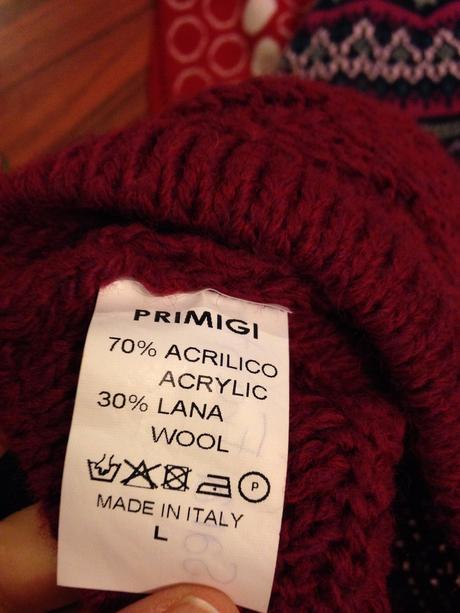 PRIMIGI
70% ACRILICO
ACRYLIC
30% LANA
WOOL
P
MADE IN ITALY
L